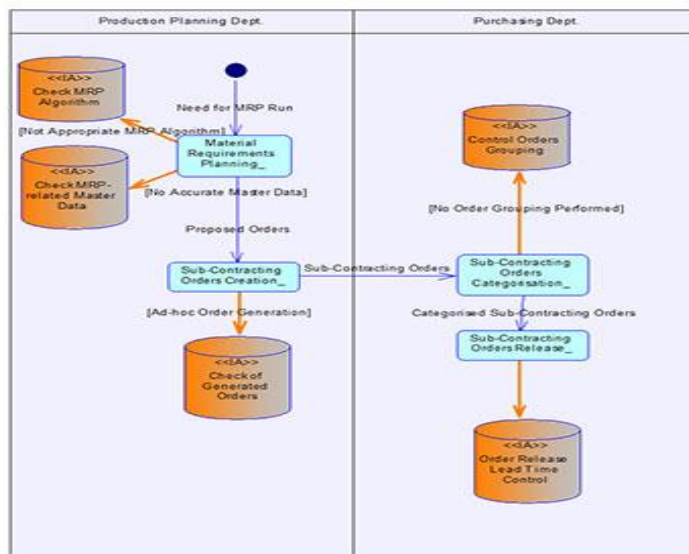 Production Planning Dept.
Purchasing Dept.
<<IA>>
Check MRP
Algorithm
Need for MRP Run
[Not Appropriate MRP Algorithm]
Material
Requirements
Planning_
<<IA>>
Check MRP-
related Master
Data
[No Accurate Master Data]
Proposed Orders
Sub-Contracting
Orders Creation_
Sub-Contracting Orders
[Ad-hoc Order Generation]
<<IA>>
Check of
Generated
Orders
<<IA>>
Control Orders
Grouping
[No Order Grouping Performed]
Sub-Contracting
Orders
Categorisation_
Categorised Sub-Contracting Orders
Sub-Contracting
Orders Release_
<<IA>>
Order Release
Lead Time
Control